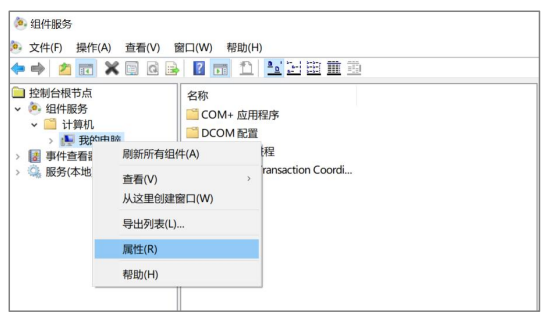 组件服务
文件(F) 操作(A) 查看(V) 窗口(W) 帮助(H)
控制台根节点
组件服务
计算机
我的电脑
事件查看器
服务(本地
名称
COM+ 应用程序
DCOM 配置
程
Transaction Coordi...
刷新所有组件(A)
查看(V)
从这里创建窗口(W)
导出列表(L)...
属性(R)
帮助(H)